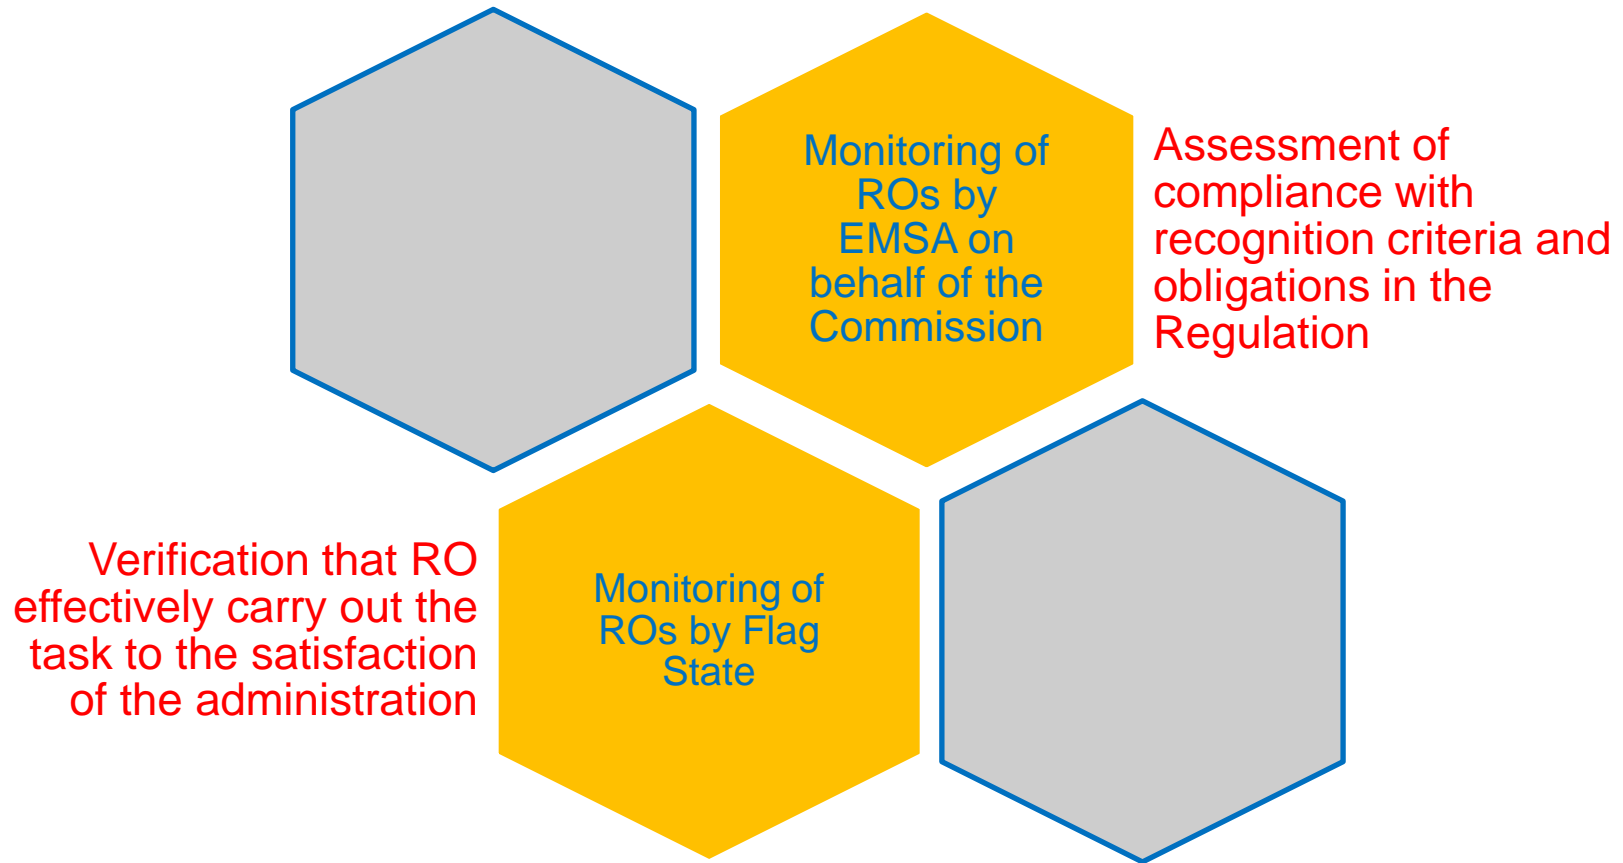 Monitoring of
ROs by
EMSA on
behalf of the
Commission
Assessment of
compliance with
recognition criteria and
obligations in the
Regulation
Verification that RO
effectively carry out the
task to the satisfaction
of the administration
Monitoring of
ROs by Flag
State